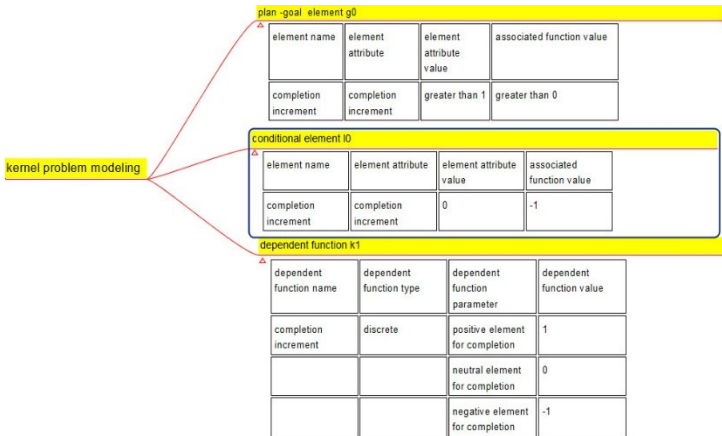 plan -goal element g0
element name
element attribute
element attribute value
associated function value
completion increment
completion increment
greater than 1
greater than 0
kernel problem modeling
conditional element l0
element name
element attribute
element attribute value
associated function value
completion increment
completion increment
0
-1
dependent function k1
dependent function name
dependent function type
dependent function parameter
dependent function value
completion increment
discrete
positive element for completion
1
neutral element for completion
0
negative element for completion
-1